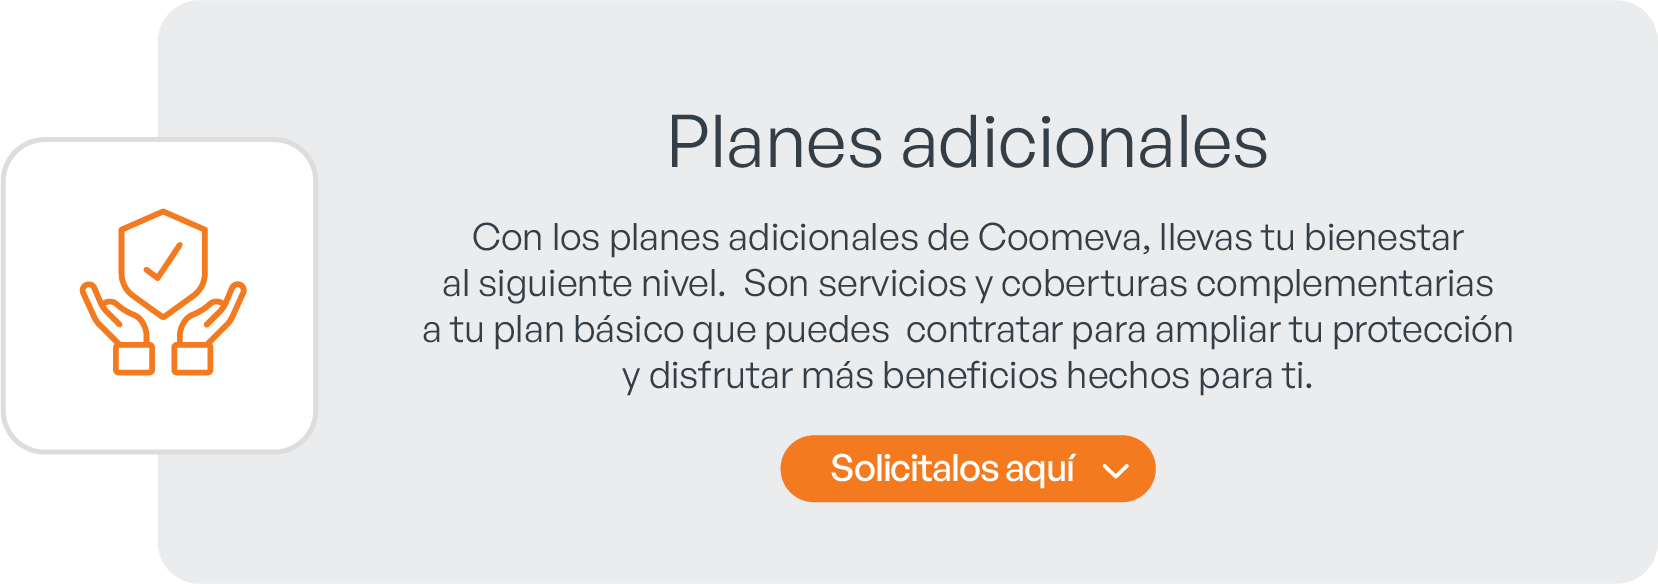 Planes adicionales
Con los planes adicionales de Coomeva, llevas tu bienestar
al siguiente nivel.  Son servicios y coberturas complementarias
a tu plan básico que puedes  contratar para ampliar tu protección
y disfrutar más beneficios hechos para ti.
Solicitalos aquí